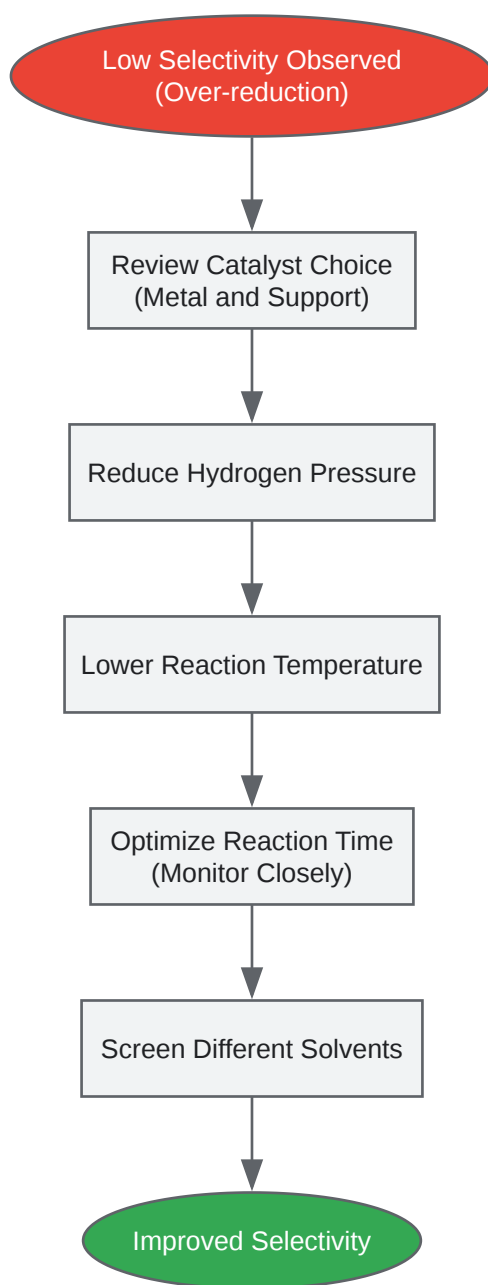 Low Selectivity Observed
(Over-reduction)
Review Catalyst Choice
(Metal and Support)
Reduce Hydrogen Pressure
Lower Reaction Temperature
Optimize Reaction Time
(Monitor Closely)
Screen Different Solvents
Improved Selectivity